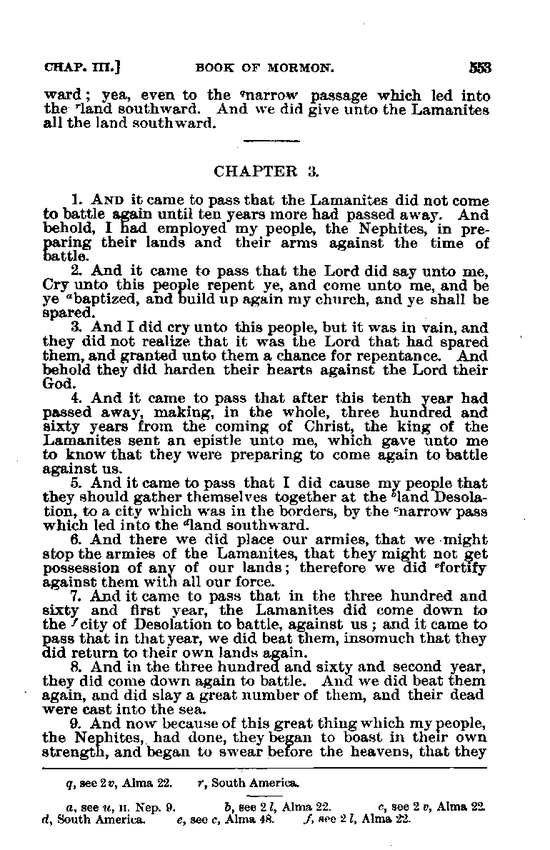 CHAP. III.] BOOK OF MORMON. 553
ward; yea, even to the qnarrow passage which led into
the rland southward. And we did give unto the Lamanites
all the land southward.
CHAPTER 3.
1. AND it came to pass that the Lamanites did not come
to battle again until ten years more had passed away. And
behold, I had employed my people, the Nephites, in pre-
paring their lands and their arms against the time of
battle.
2. And it came to pass that the Lord did say unto me,
Cry unto this people repent ye, and come unto me, and be
ye abaptized, and build up again my church, and ye shall be
spared.
3. And I did cry unto this people, but it was in vain, and
they did not realize that it was the Lord that had spared
them, and granted unto them a chance for repentance. And
behold they did harden their hearts against the Lord their
God.
4. And it came to pass that after this tenth year had
passed away, making, in the whole, three hundred and
sixty years from the coming of Christ, the king of the
Lamanites sent an epistle unto me, which gave unto me
to know that they were preparing to come again to battle
against us.
5. And it came to pass that I did cause my people that
they should gather themselves together at the bland Desola-
tion, to a city which was in the borders, by the cnarrow pass
which led into the dland southward.
6. And there we did place our armies, that we might
stop the armies of the Lamanites, that they might not get
possession of any of our lands; therefore we did efortify
against them with all our force.
7. And it came to pass that in the three hundred and
sixty and first year, the Lamanites did come down to
the fcity of Desolation to battle, against us; and it came to
pass that in that year, we did beat them, insomuch that they
did return to their own lands again.
8. And in the three hundred and sixty and second year,
they did come down again to battle. And we did beat them
again, and did slay a great number of them, and their dead
were cast into the sea.
9. And now because of this great thing which my people,
the Nephites, had done, they began to boast in their own
strength, and began to swear before the heavens, that they
q, see 2 v, Alma 22. r, South America.
a, see u, II. Nep. 9. b, see 2 l, Alma 22. c, see 2 v, Alma 22.
d, South America. e, see c, Alma 48. f, see 2 l, Alma 22.